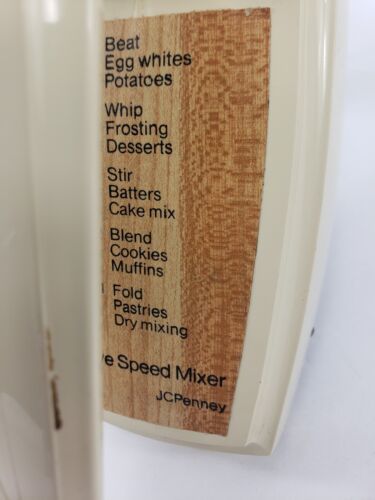 Beat
Egg whites
Potatoes
Whip
Frosting
Desserts
Stir
Batters
Cake mix
Blend
Cookies
Muffins
Fold
Pastries
Dry mixing
Speed Mixer
JCPenney